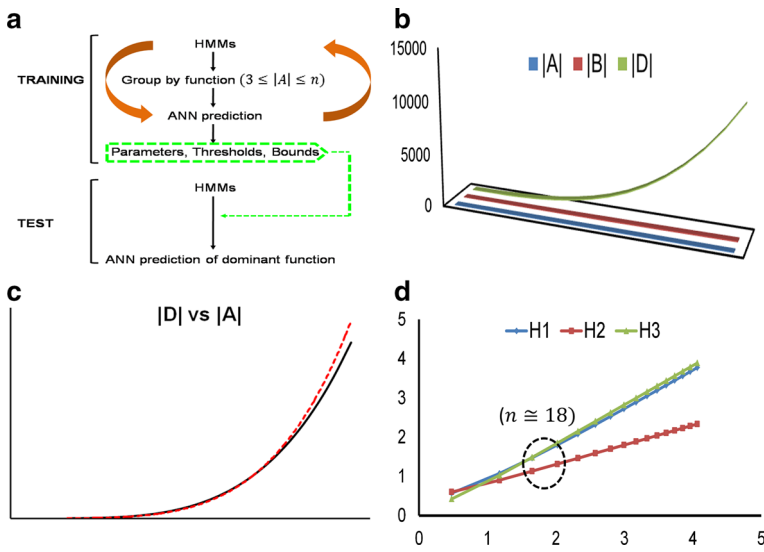 a
TRAINING
HMMs
Group by function (3 ≤ |A| ≤ n)
ANN prediction
Parameters, Thresholds, Bounds
TEST
HMMs
ANN prediction of dominant function
b
15000
10000
5000
0
|A| |B| |D|
c
|D| vs |A|
d
5
4
3
2
1
0
H1 H2 H3
(n ≅ 18)
0 1 2 3 4 5